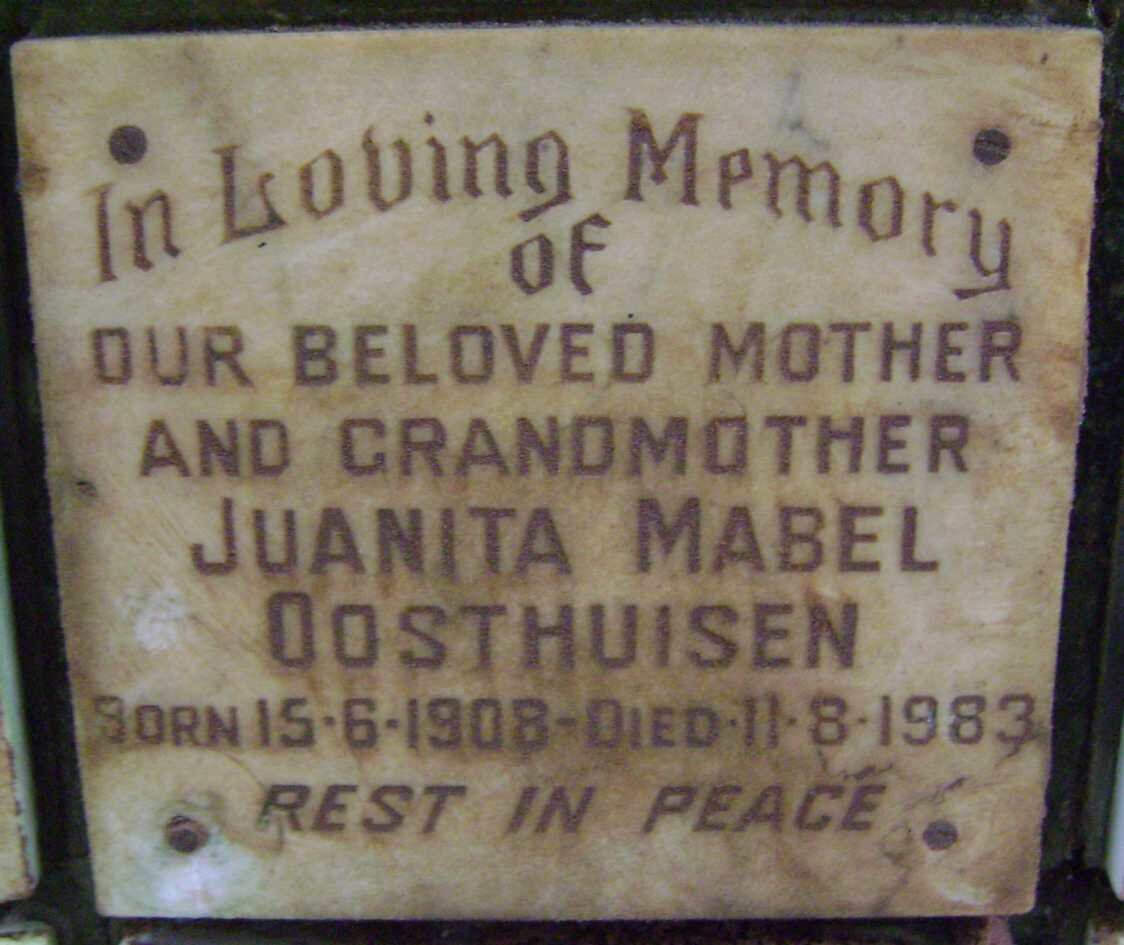 In Loving Memory
of
OUR BELOVED MOTHER
AND GRANDMOTHER
JUANITA MABEL
OOSTHUISEN
BORN 15·6·1908-DIED·11·8·1983
REST IN PEACE